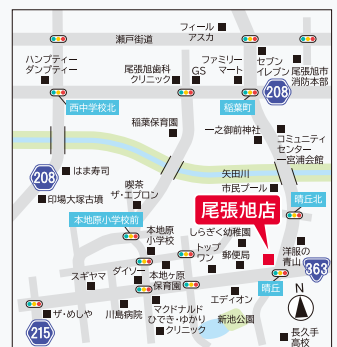 フィール
アスカ
瀬戸街道
ハンプティー
ダンプティー
尾張旭歯科
クリニック
GS
ファミリー
マート
セブン
イレブン
尾張旭市
消防本部
208
西中学校北
稲葉町
稲葉保育園
一之御前神社
コミュニティ
センター
一宮浦会館
矢田川
208
はま寿司
市民プール
印場大塚古墳
喫茶
ザ・エプロン
晴丘北
尾張旭店
本地原小学校前
本地原
小学校
しらさぎ幼稚園
トップ
ワン
郵便局
洋服の
青山
363
スギヤマ
ダイソー
本地ヶ原
保育園
晴丘
N
エディオン
215
ザ・めしや
川島病院
マクドナルド
ひでき・ゆかり
クリニック
新池公園
長久手
高校